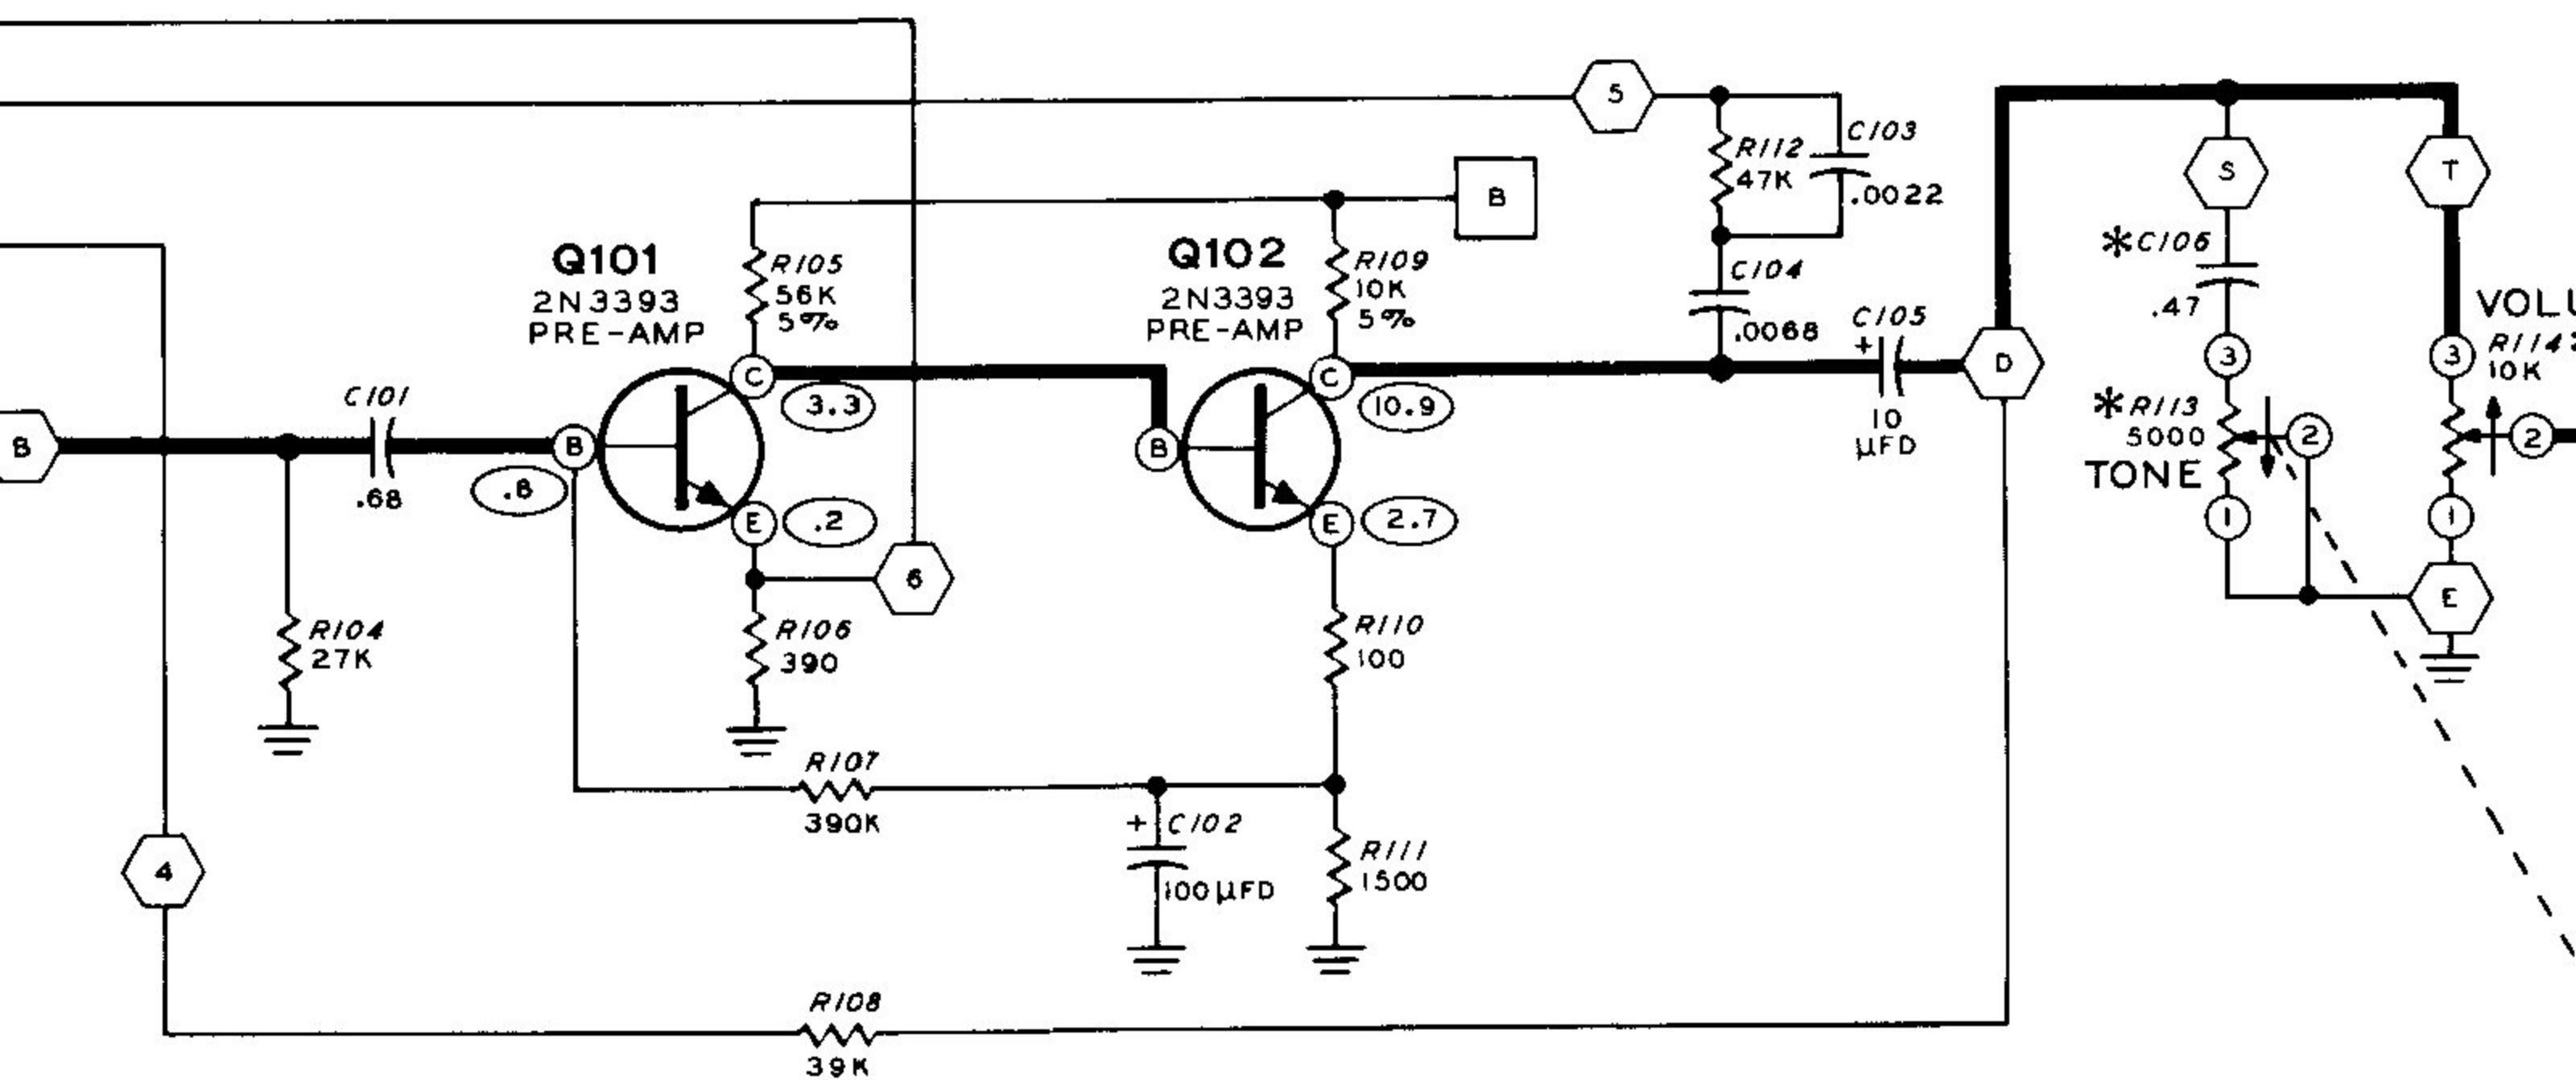 5
C103
.0022
R112
47K
B
S
T
Q101
2N3393
PRE-AMP
R105
56K
5%
Q102
2N3393
PRE-AMP
R109
10K
5%
C104
.0068
*C106
.47
VOLU
C105
+
10
µFD
D
3
3
R114*
10K
C
3.3
C
10.9
C101
.68
B
B
.8
B
*R113
5000
TONE
2
2
E
.2
E
2.7
1
1
6
E
R104
27K
R106
390
R110
100
R107
390K
+
C102
100µFD
R111
1500
4
R108
39K